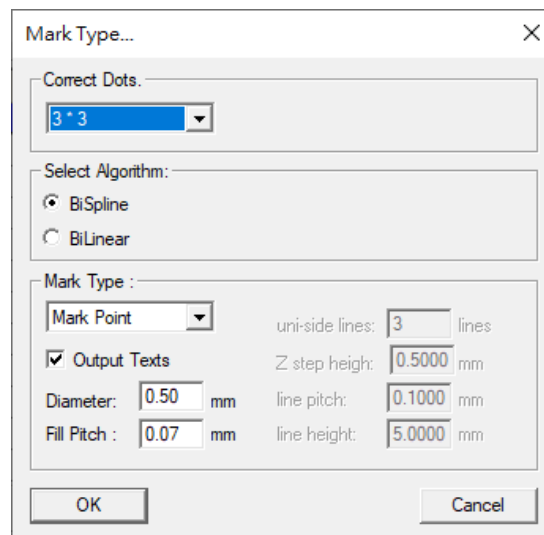 Mark Type...
Correct Dots.
3 * 3
Select Algorithm:
BiSpline
BiLinear
Mark Type :
Mark Point
uni-side lines: 3 lines
Output Texts
Z step heigh: 0.5000 mm
Diameter: 0.50 mm
line pitch: 0.1000 mm
Fill Pitch : 0.07 mm
line height: 5.0000 mm
OK
Cancel